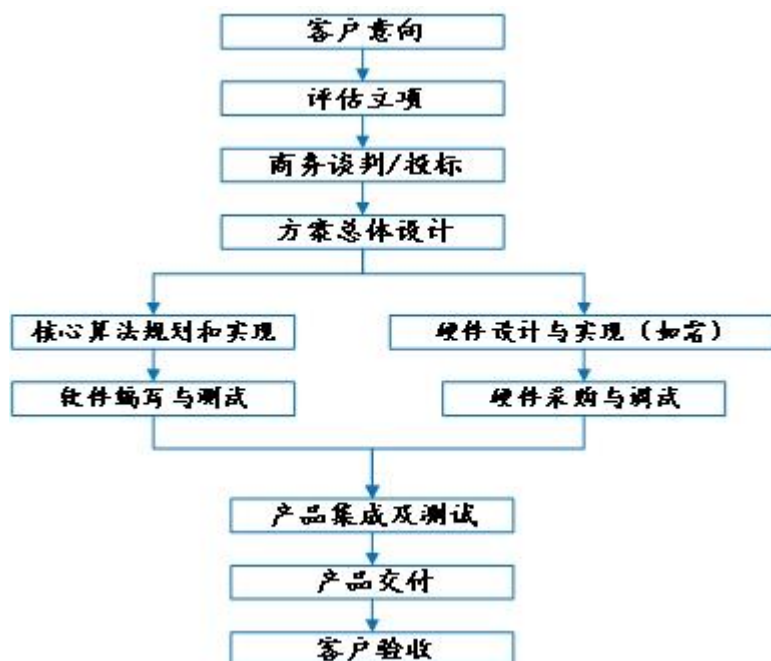 客户意向
评估立项
商务谈判/投标
方案总体设计
核心算法规划和实现
硬件设计与实现（如需）
软件编写与测试
硬件采购与调试
产品集成及测试
产品交付
客户验收